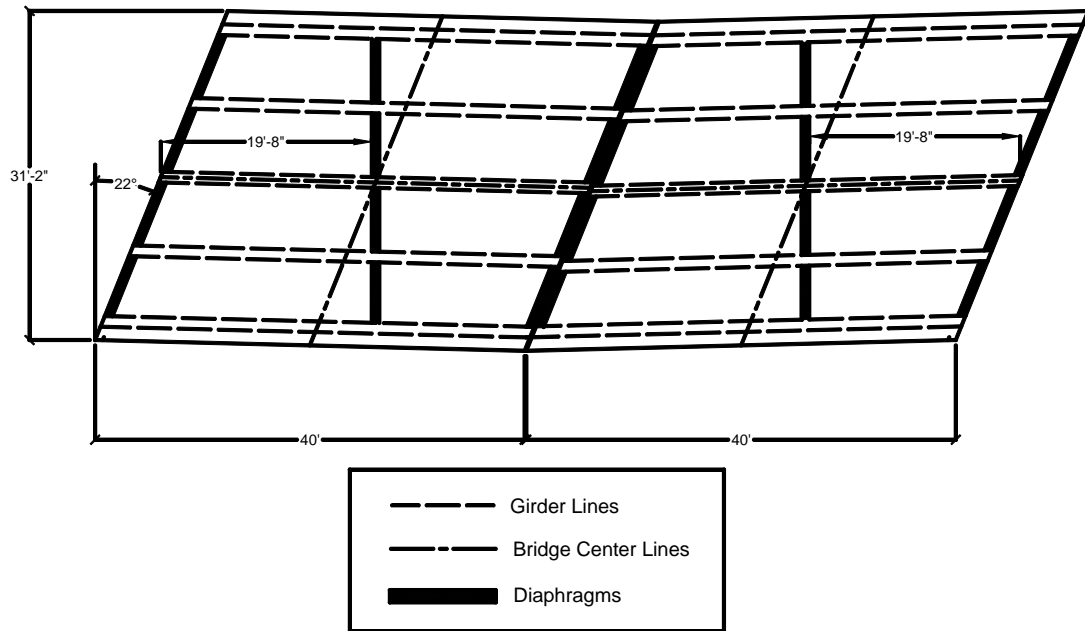 19'-8"
19'-8"
31'-2"
22°
40'
40'
Girder Lines
Bridge Center Lines
Diaphragms